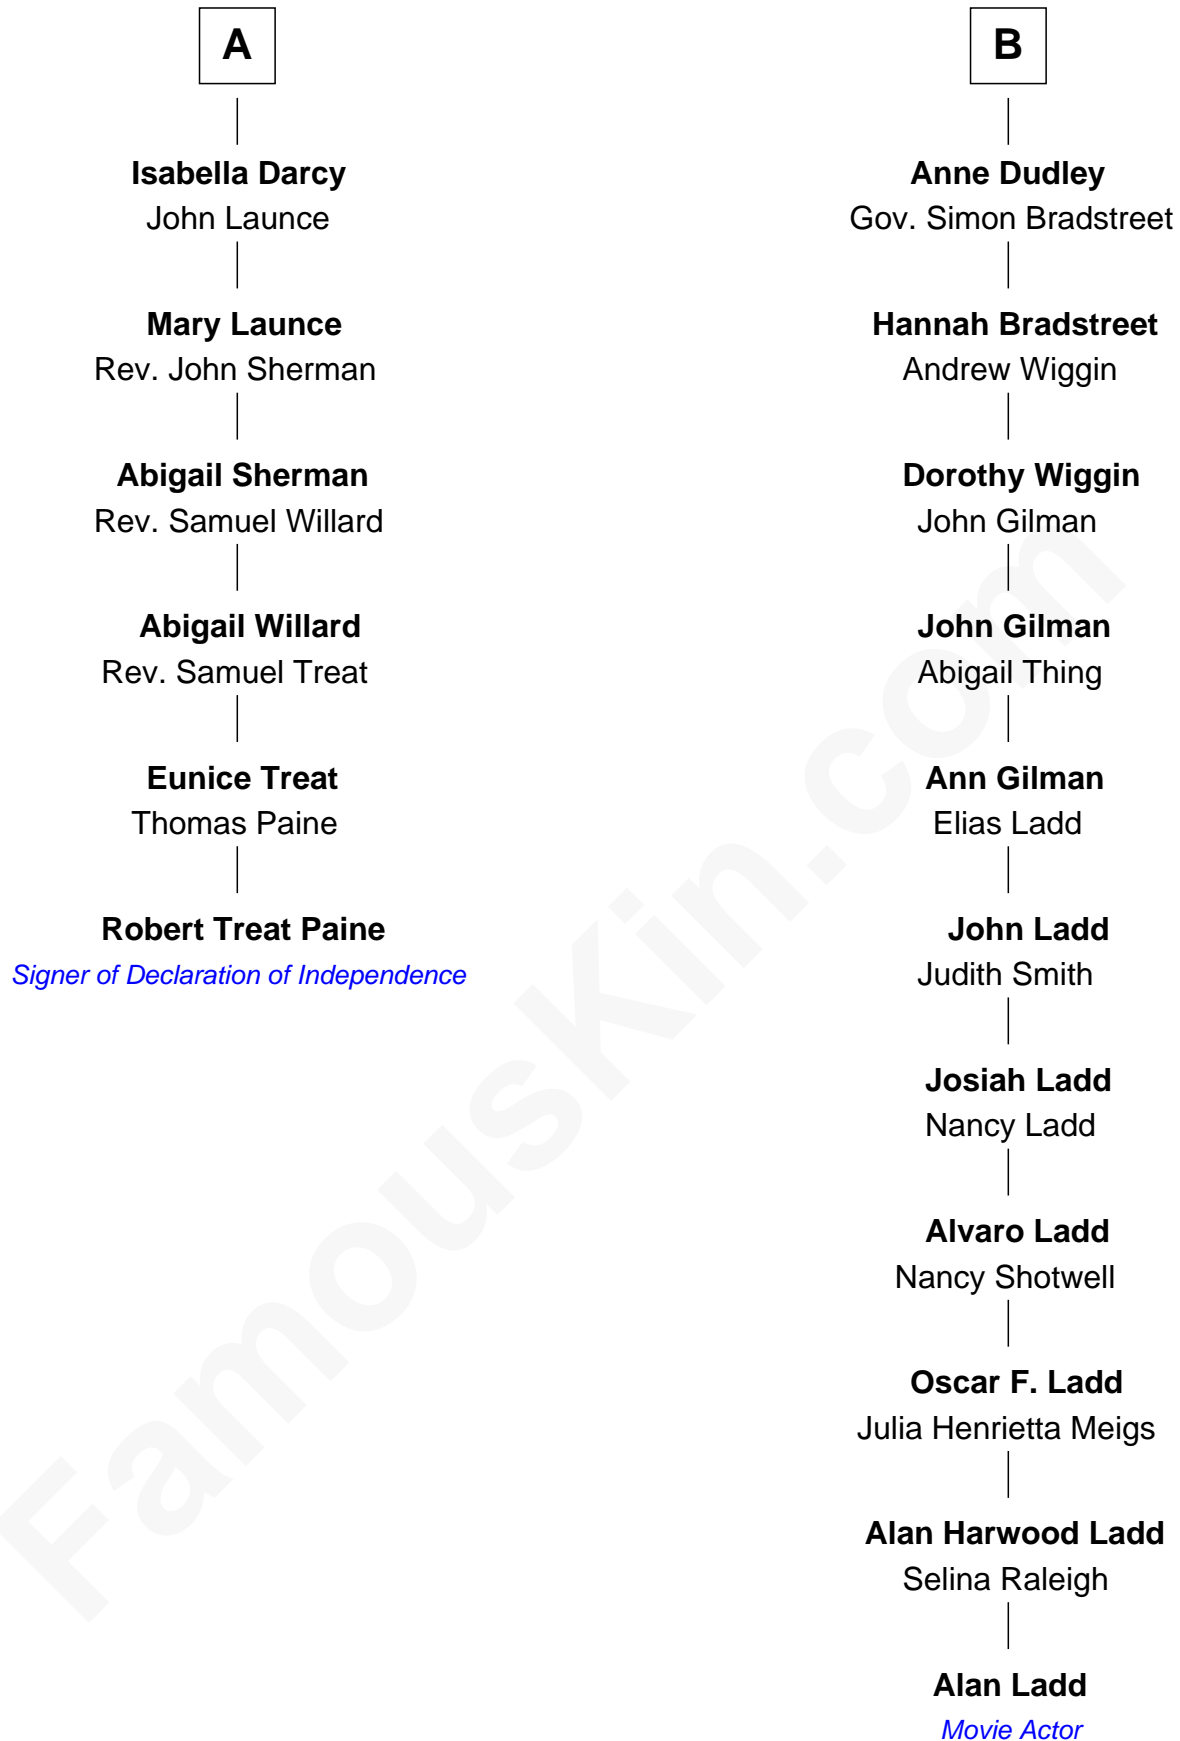 A
Isabella Darcy
John Launce
Mary Launce
Rev. John Sherman
Abigail Sherman
Rev. Samuel Willard
Abigail Willard
Rev. Samuel Treat
Eunice Treat
Thomas Paine
Robert Treat Paine
Signer of Declaration of Independence
B
Anne Dudley
Gov. Simon Bradstreet
Hannah Bradstreet
Andrew Wiggin
Dorothy Wiggin
John Gilman
John Gilman
Abigail Thing
Ann Gilman
Elias Ladd
John Ladd
Judith Smith
Josiah Ladd
Nancy Ladd
Alvaro Ladd
Nancy Shotwell
Oscar F. Ladd
Julia Henrietta Meigs
Alan Harwood Ladd
Selina Raleigh
Alan Ladd
Movie Actor
FamousKin.com